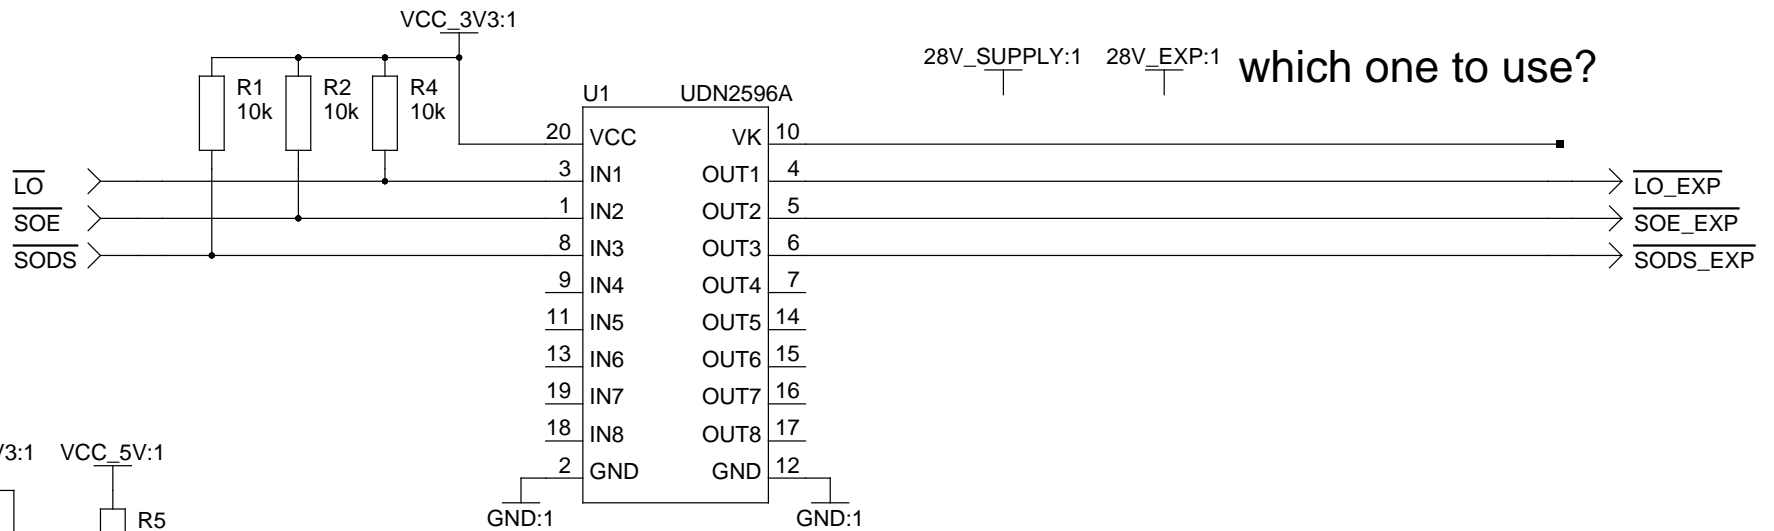 VCC_3V3:1
28V_SUPPLY:1 28V_EXP:1 which one to use?
R1 R2 R4
10k 10k 10k
U1 UDN2596A
20 VCC VK 10
LO 3 IN1 OUT1 4 LO_EXP
SOE 1 IN2 OUT2 5 SOE_EXP
SODS 8 IN3 OUT3 6 SODS_EXP
9 IN4 OUT4 7
11 IN5 OUT5 14
13 IN6 OUT6 15
19 IN7 OUT7 16
18 IN8 OUT8 17
V3:1 VCC_5V:1
2 GND GND 12
GND:1 GND:1
R5